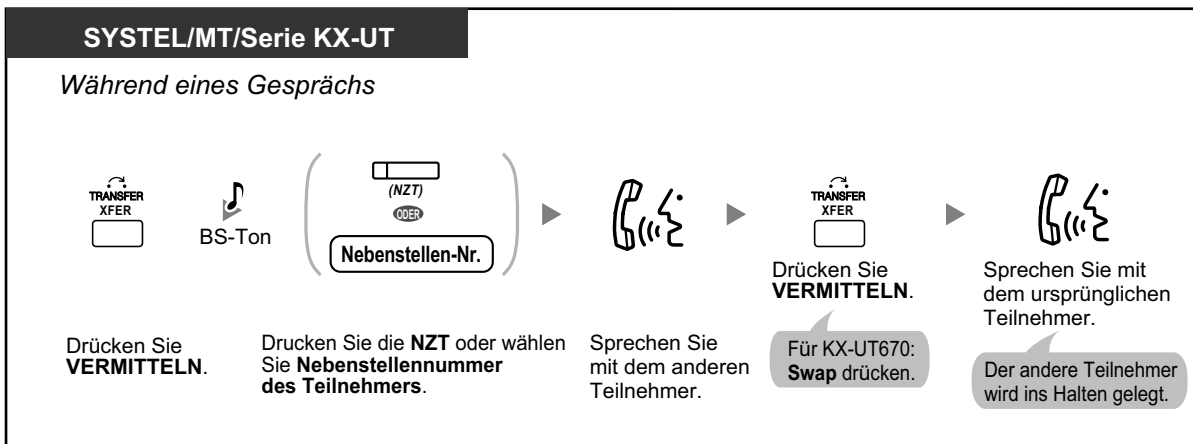 SYSTEL/MT/Serie KX-UT
Während eines Gesprächs
TRANSFER
XFER
BS-Ton
(NZT)
ODER
Nebenstellen-Nr.
TRANSFER
XFER
Drücken Sie
VERMITTELN.
Drucken Sie die NZT oder wählen
Sie Nebenstellennummer
des Teilnehmers.
Sprechen Sie
mit dem anderen
Teilnehmer.
Drücken Sie
VERMITTELN.
Für KX-UT670:
Swap drücken.
Sprechen Sie mit
dem ursprünglichen
Teilnehmer.
Der andere Teilnehmer
wird ins Halten gelegt.